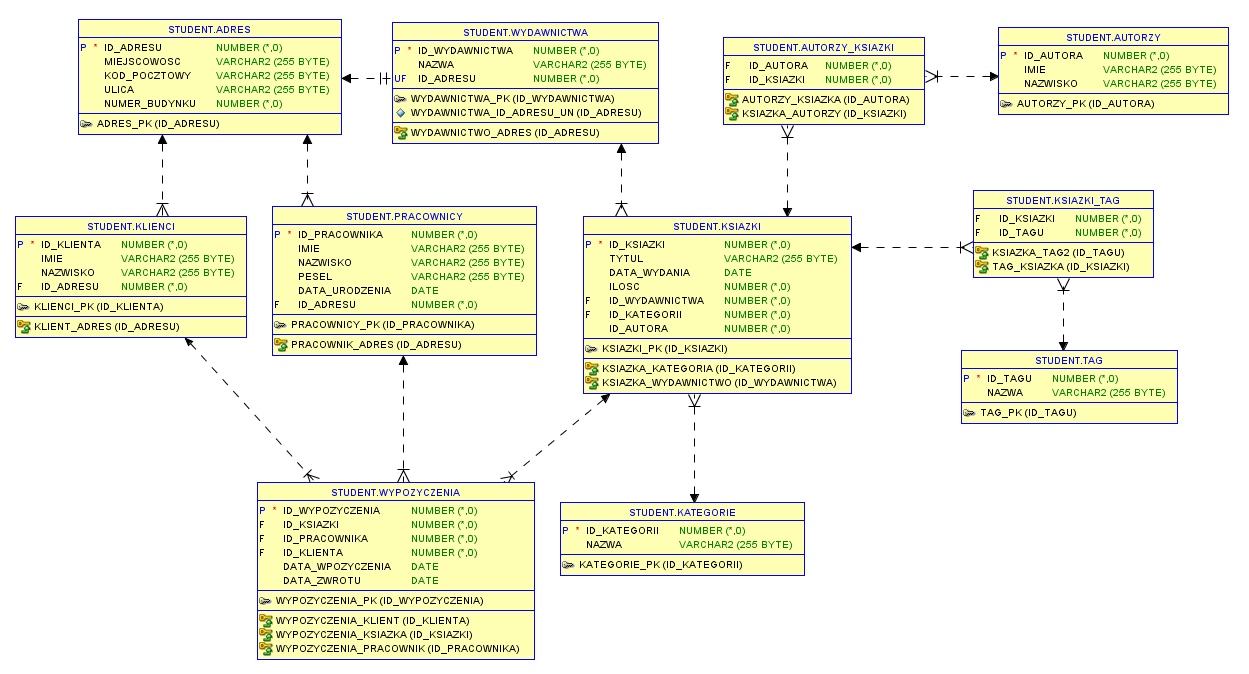 STUDENT.ADRES
P * ID_ADRESU NUMBER (*,0)
MIEJSCOWOSC VARCHAR2 (255 BYTE)
KOD_POCZTOWY VARCHAR2 (255 BYTE)
ULICA VARCHAR2 (255 BYTE)
NUMER_BUDYNKU NUMBER (*,0)
ADRES_PK (ID_ADRESU)
STUDENT.WYDAWNICTWA
P * ID_WYDAWNICTWA NUMBER (*,0)
NAZWA VARCHAR2 (255 BYTE)
UF ID_ADRESU NUMBER (*,0)
WYDAWNICTWA_PK (ID_WYDAWNICTWA)
WYDAWNICTWA_ID_ADRESU_UN (ID_ADRESU)
WYDAWNICTWO_ADRES (ID_ADRESU)
STUDENT.AUTORZY_KSIAZKI
F ID_AUTORA NUMBER (*,0)
F ID_KSIAZKI NUMBER (*,0)
AUTORZY_KSIAZKA (ID_AUTORA)
KSIAZKA_AUTORZY (ID_KSIAZKI)
STUDENT.AUTORZY
P * ID_AUTORA NUMBER (*,0)
IMIE VARCHAR2 (255 BYTE)
NAZWISKO VARCHAR2 (255 BYTE)
AUTORZY_PK (ID_AUTORA)
STUDENT.KLIENCI
P * ID_KLIENTA NUMBER (*,0)
IMIE VARCHAR2 (255 BYTE)
NAZWISKO VARCHAR2 (255 BYTE)
F ID_ADRESU NUMBER (*,0)
KLIENCI_PK (ID_KLIENTA)
KLIENT_ADRES (ID_ADRESU)
STUDENT.PRACOWNICY
P * ID_PRACOWNIKA NUMBER (*,0)
IMIE VARCHAR2 (255 BYTE)
NAZWISKO VARCHAR2 (255 BYTE)
PESEL VARCHAR2 (255 BYTE)
DATA_URODZENIA DATE
F ID_ADRESU NUMBER (*,0)
PRACOWNICY_PK (ID_PRACOWNIKA)
PRACOWNIK_ADRES (ID_ADRESU)
STUDENT.KSIAZKI
P * ID_KSIAZKI NUMBER (*,0)
TYTUL VARCHAR2 (255 BYTE)
DATA_WYDANIA DATE
ILOSC NUMBER (*,0)
F ID_WYDAWNICTWA NUMBER (*,0)
F ID_KATEGORII NUMBER (*,0)
ID_AUTORA NUMBER (*,0)
KSIAZKI_PK (ID_KSIAZKI)
KSIAZKA_KATEGORIA (ID_KATEGORII)
KSIAZKA_WYDAWNICTWO (ID_WYDAWNICTWA)
STUDENT.KSIAZKI_TAG
F ID_KSIAZKI NUMBER (*,0)
F ID_TAGU NUMBER (*,0)
KSIAZKA_TAG2 (ID_TAGU)
TAG_KSIAZKA (ID_KSIAZKI)
STUDENT.TAG
P * ID_TAGU NUMBER (*,0)
NAZWA VARCHAR2 (255 BYTE)
TAG_PK (ID_TAGU)
STUDENT.WYPOZYCZENIA
P * ID_WYPOZYCZENIA NUMBER (*,0)
F ID_KSIAZKI NUMBER (*,0)
F ID_PRACOWNIKA NUMBER (*,0)
F ID_KLIENTA NUMBER (*,0)
DATA_WPOZYCZENIA DATE
DATA_ZWROTU DATE
WYPOZYCZENIA_PK (ID_WYPOZYCZENIA)
WYPOZYCZENIA_KLIENT (ID_KLIENTA)
WYPOZYCZENIA_KSIAZKA (ID_KSIAZKI)
WYPOZYCZENIA_PRACOWNIK (ID_PRACOWNIKA)
STUDENT.KATEGORIE
P * ID_KATEGORII NUMBER (*,0)
NAZWA VARCHAR2 (255 BYTE)
KATEGORIE_PK (ID_KATEGORII)